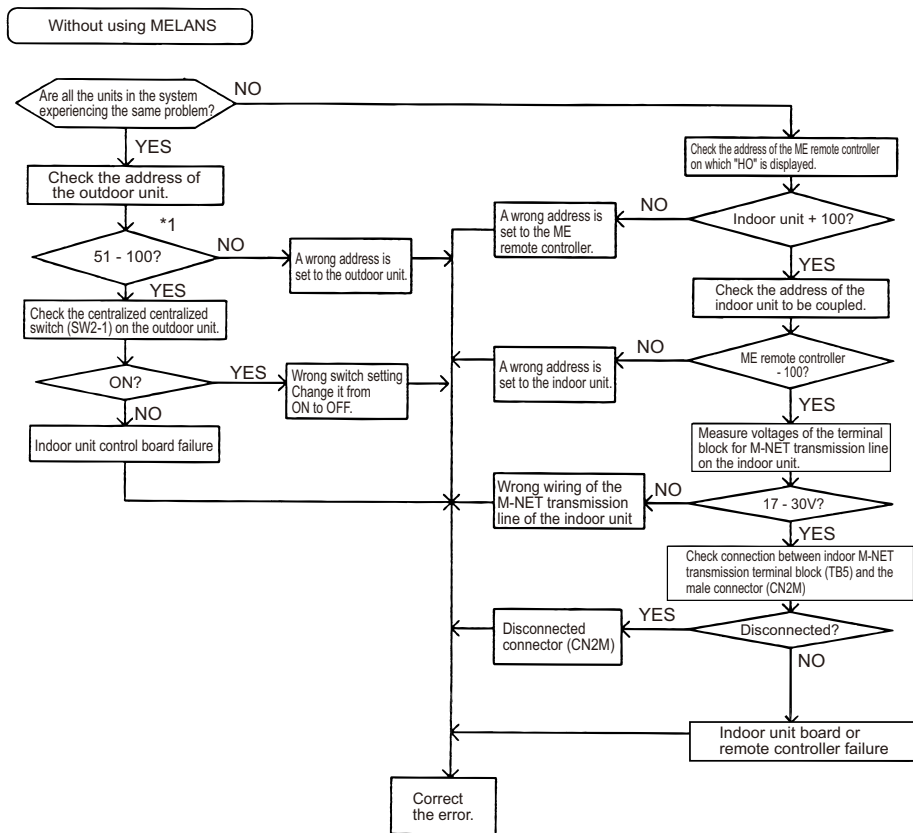 Without using MELANS
Are all the units in the system
experiencing the same problem?
NO
YES
Check the address of
the outdoor unit.
*1
51 - 100?
NO
A wrong address is
set to the outdoor unit.
YES
Check the centralized centralized
switch (SW2-1) on the outdoor unit.
ON?
YES
Wrong switch setting
Change it from
ON to OFF.
NO
Indoor unit control board failure
Check the address of the ME remote controller
on which "HO" is displayed.
Indoor unit + 100?
NO
A wrong address is
set to the ME
remote controller.
YES
Check the address of the
indoor unit to be coupled.
ME remote controller
- 100?
NO
A wrong address is
set to the indoor unit.
YES
Measure voltages of the terminal
block for M-NET transmission line
on the indoor unit.
17 - 30V?
NO
Wrong wiring of the
M-NET transmission
line of the indoor unit
YES
Check connection between indoor M-NET
transmission terminal block (TB5) and the
male connector (CN2M)
Disconnected?
YES
Disconnected
connector (CN2M)
NO
Indoor unit board or
remote controller failure
Correct
the error.